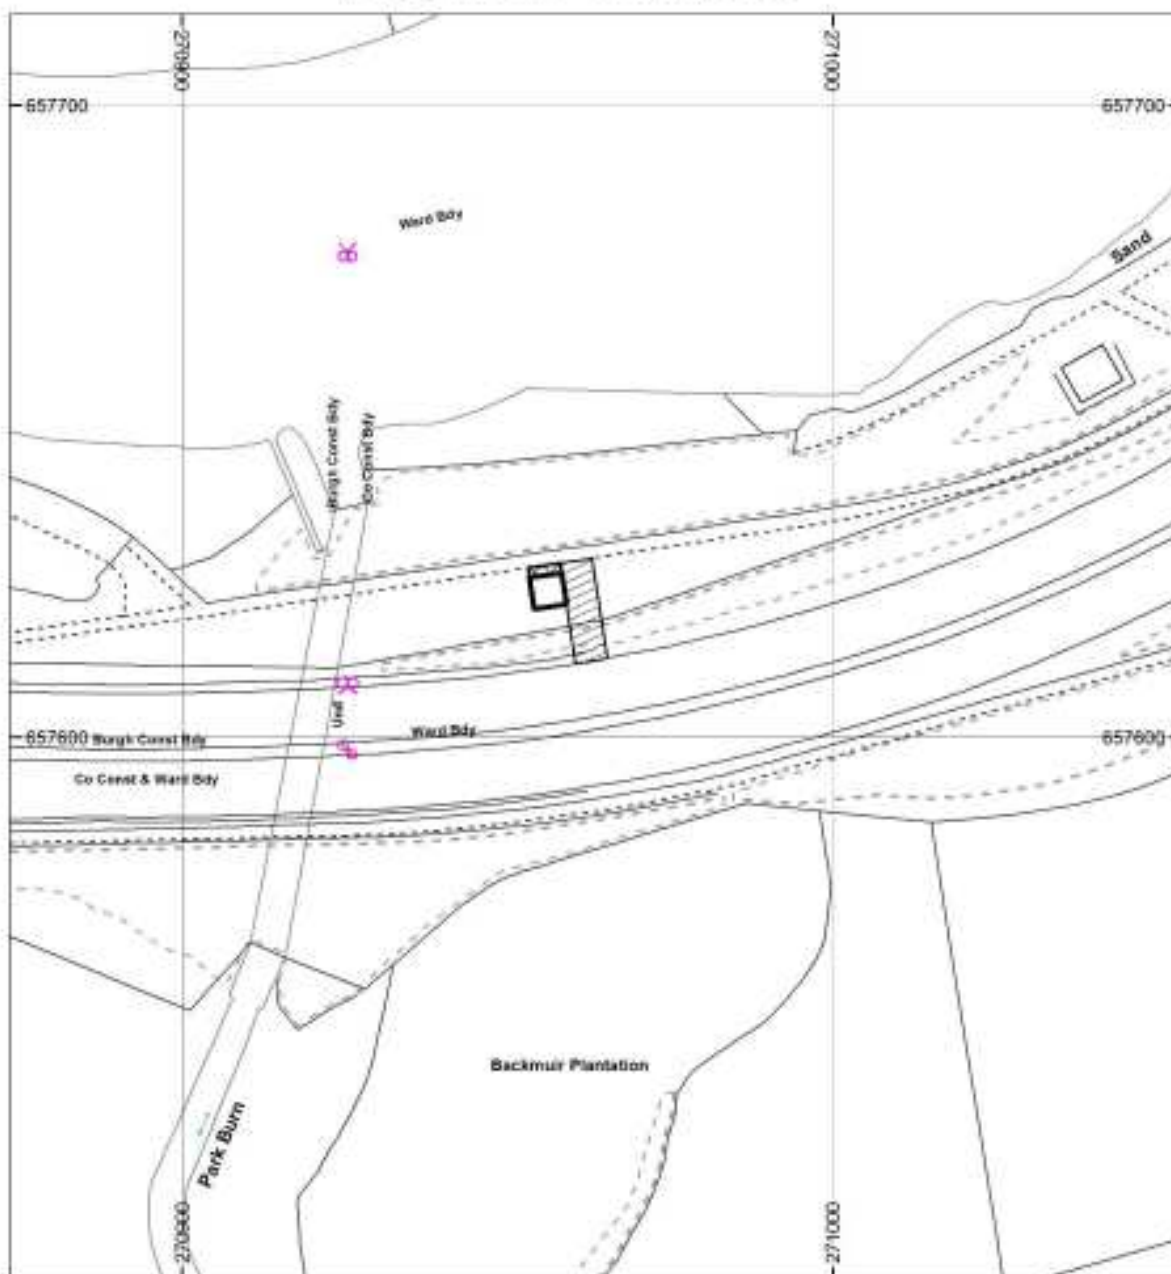 270900
271000
657700
657700
Ward Bdy
Sand
Burgh Const Bdy
Co Const Bdy
Und
657600
Burgh Const Bdy
Ward Bdy
657600
Co Const & Ward Bdy
Backmuir Plantation
Park Burn
270900
271000